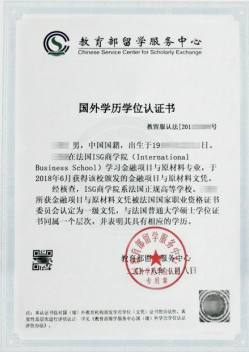 教育部留学服务中心
Chinese Service Center for Scholarly Exchange
国外学历学位认证书
教留服认法[201 号
男，中国国籍，出生于19 日。
在法国ISG商学院（International
Business School）学习金融项目与原材料专业，于
2018年6月获得该校颁发的金融项目与原材料文凭。
经核查，ISG商学院系法国正规高等学校。
所获金融项目与原材料文凭被法国国家职业资格证书
委员会认定为一级文凭，与法国普通大学硕士学位证
书同属一个层次，并表明其具有相应的学历。
教育部留学服务中心
二〇一八年 月八日
专用章